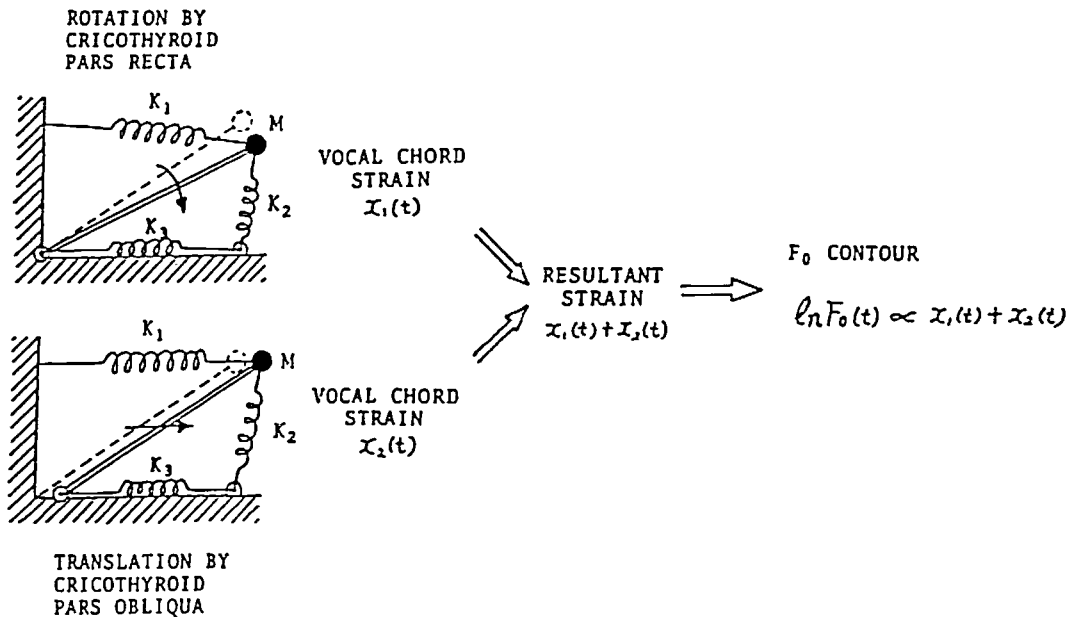 ROTATION BY
CRICOTHYROID
PARS RECTA
K₁
M
K₂
K₃
VOCAL CHORD
STRAIN
x₁(t)
RESULTANT
STRAIN
x₁(t)+x₂(t)
F₀ CONTOUR
ln F₀(t) ∝ x₁(t)+x₂(t)
K₁
M
K₂
K₃
VOCAL CHORD
STRAIN
x₂(t)
TRANSLATION BY
CRICOTHYROID
PARS OBLIQUA